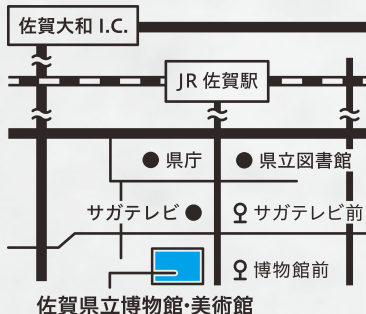 佐賀大和 I.C.
JR 佐賀駅
県庁
県立図書館
サガテレビ
サガテレビ前
博物館前
佐賀県立博物館・美術館